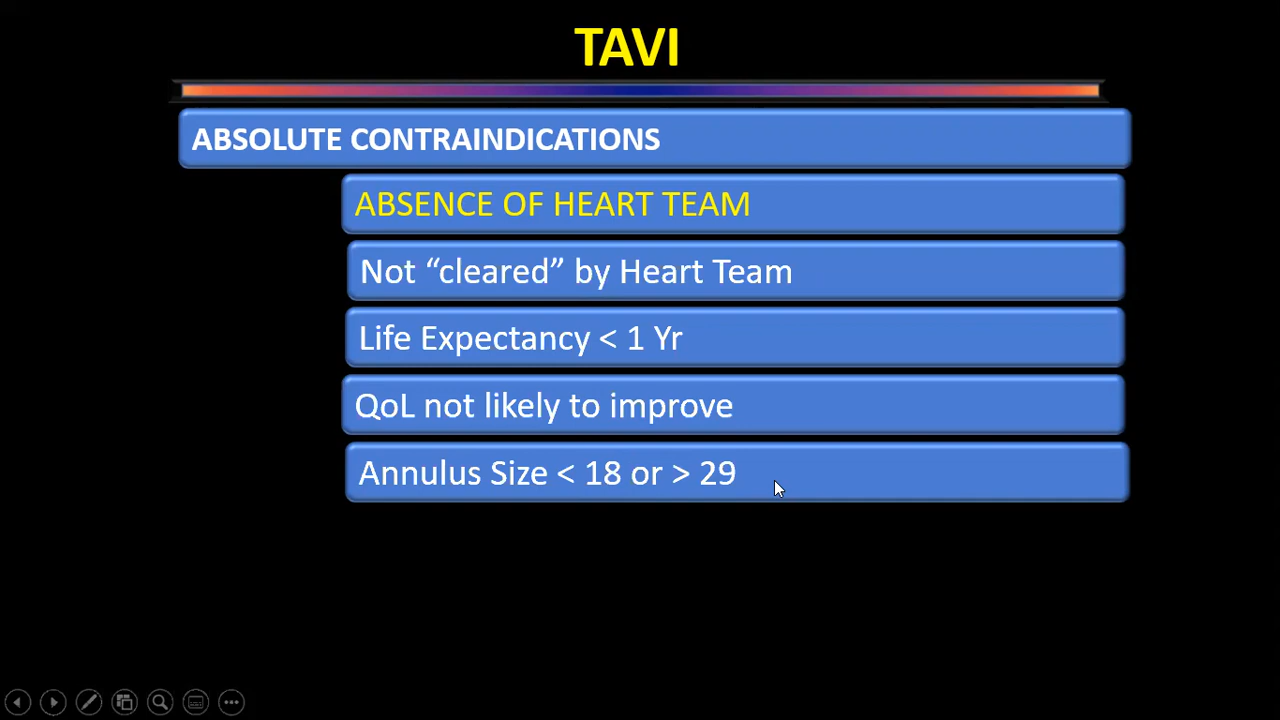 TAVI
ABSOLUTE CONTRAINDICATIONS
ABSENCE OF HEART TEAM
Not “cleared” by Heart Team
Life Expectancy < 1 Yr
QoL not likely to improve
Annulus Size < 18 or > 29